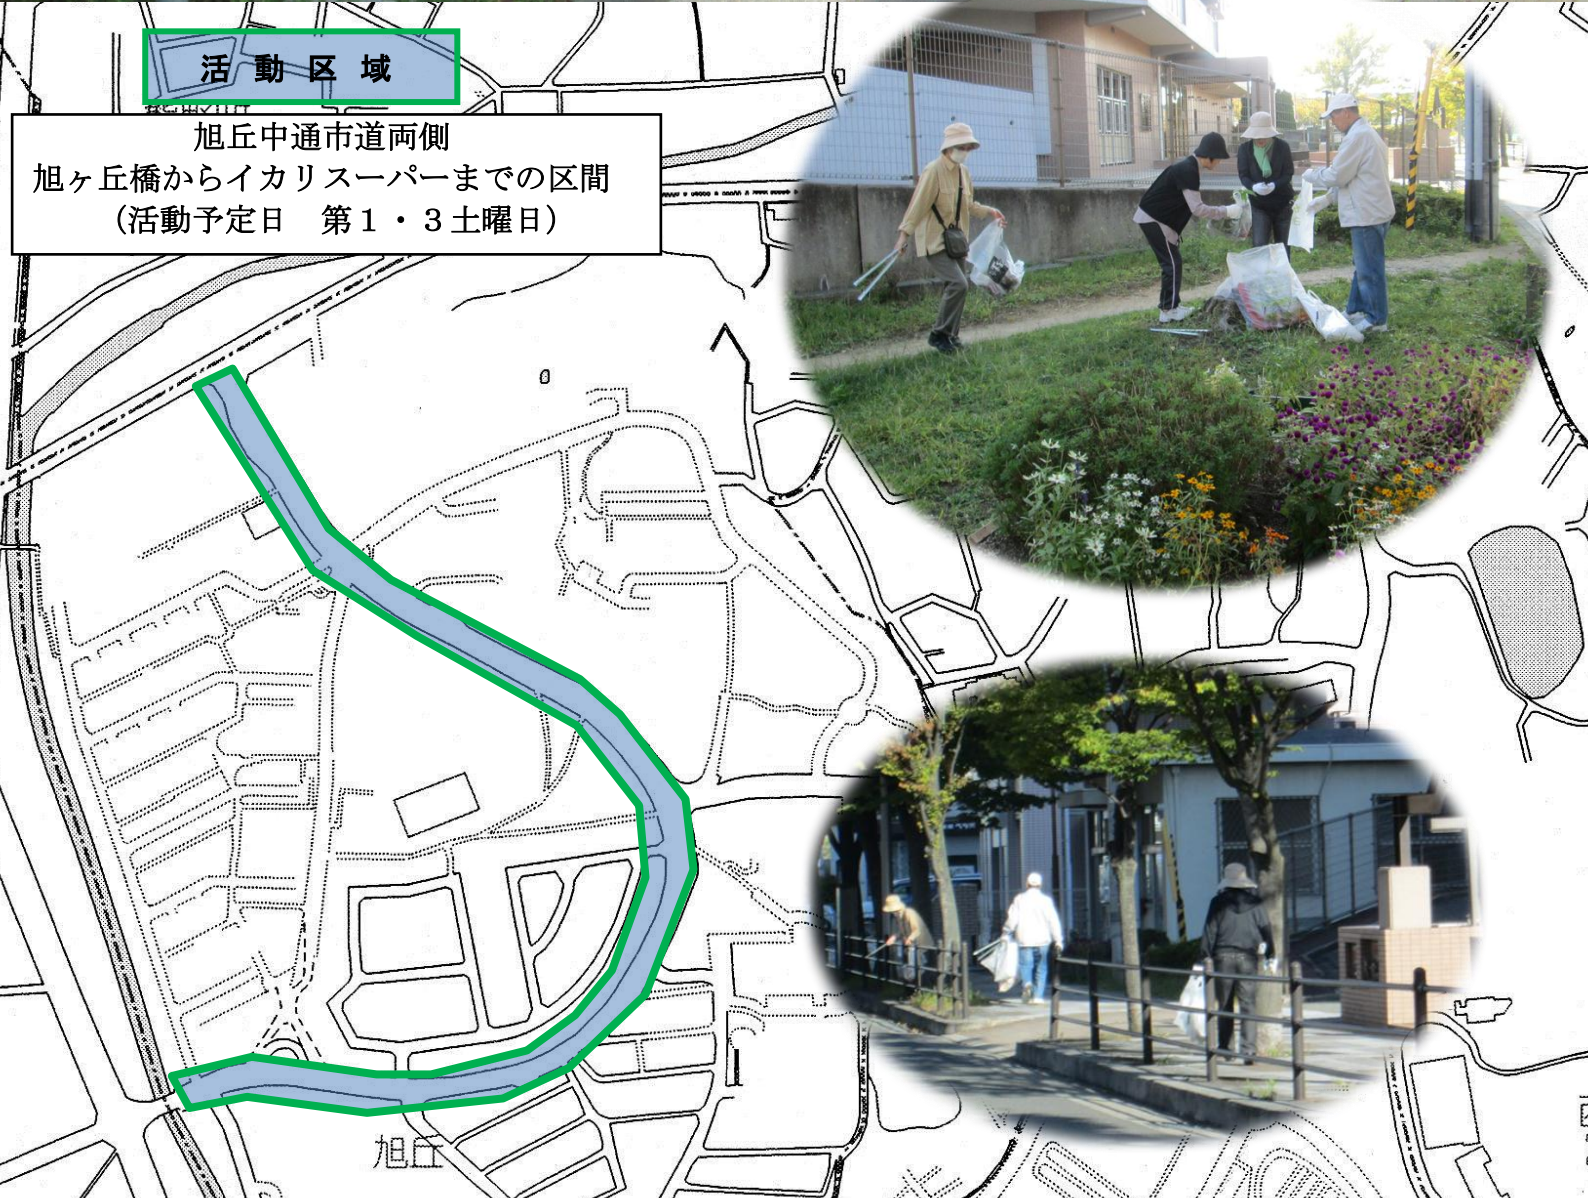 活動区域
旭丘中通市道両側
旭ヶ丘橋からイカリスーパーまでの区間
（活動予定日　第１・３土曜日）
旭丘